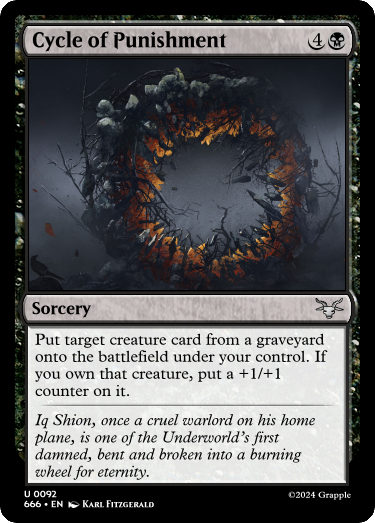 Cycle of Punishment 4
Sorcery
Put target creature card from a graveyard
onto the battlefield under your control. If
you own that creature, put a +1/+1
counter on it.
Iq Shion, once a cruel warlord on his home
plane, is one of the Underworld's first
damned, bent and broken into a burning
wheel for eternity.
U 0092
666 • EN Karl Fitzgerald
©2024 Grapple